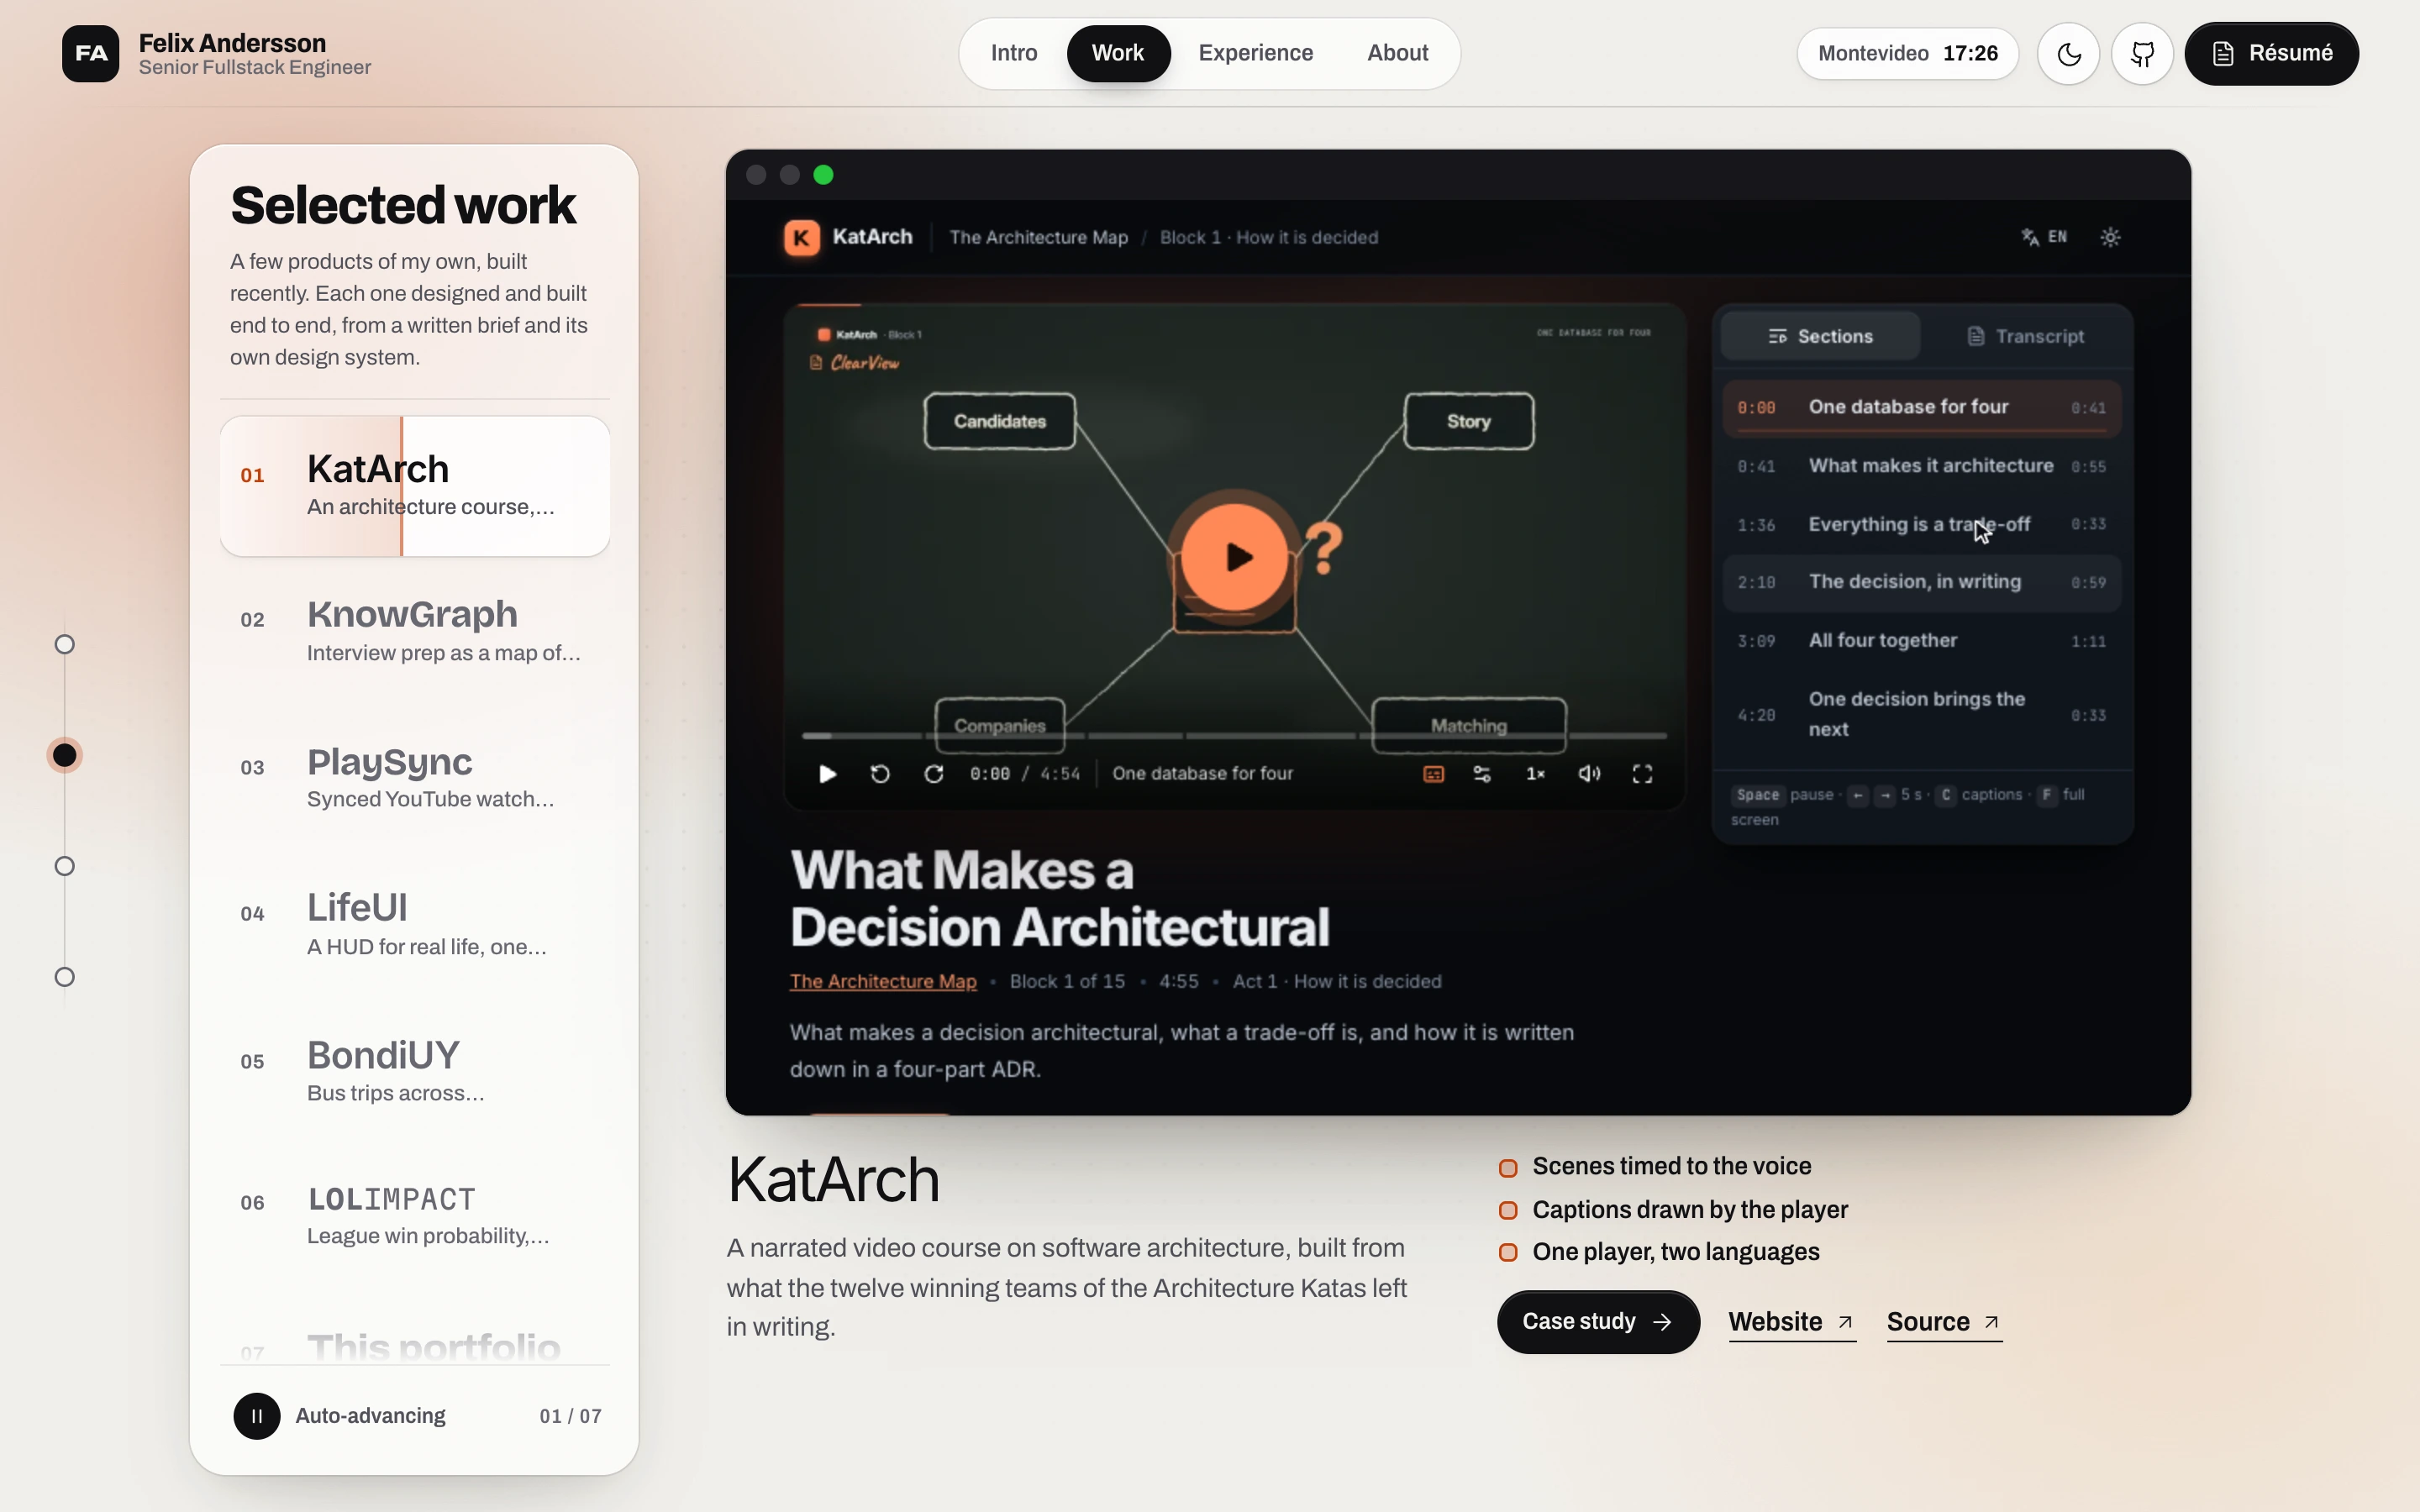 FA
Felix Andersson
Senior Fullstack Engineer
Intro
Work
Experience
About
Montevideo 17:26
Résumé
Selected work
A few products of my own, built
recently. Each one designed and built
end to end, from a written brief and its
own design system.
01
KatArch
An architecture course,...
02
KnowGraph
Interview prep as a map of...
03
PlaySync
Synced YouTube watch...
04
LifeUI
A HUD for real life, one...
05
BondiUY
Bus trips across...
06
LOLIMPACT
League win probability,...
07
This portfolio
Auto-advancing
01 / 07
K
KatArch
The Architecture Map / Block 1 · How it is decided
EN
KatArch · Block 1
ONE DATABASE FOR FOUR
ClearView
Candidates
Story
?
Companies
Matching
0:00 / 4:54
One database for four
1×
Sections
Transcript
0:00 One database for four 0:41
0:41 What makes it architecture 0:55
1:36 Everything is a trade-off 0:33
2:10 The decision, in writing 0:59
3:09 All four together 1:11
4:20 One decision brings the
next 0:33
Space pause · ← → 5 s · C captions · F full
screen
What Makes a
Decision Architectural
The Architecture Map • Block 1 of 15 • 4:55 • Act 1 · How it is decided
What makes a decision architectural, what a trade-off is, and how it is written
down in a four-part ADR.
KatArch
A narrated video course on software architecture, built from
what the twelve winning teams of the Architecture Katas left
in writing.
Scenes timed to the voice
Captions drawn by the player
One player, two languages
Case study →
Website ↗
Source ↗